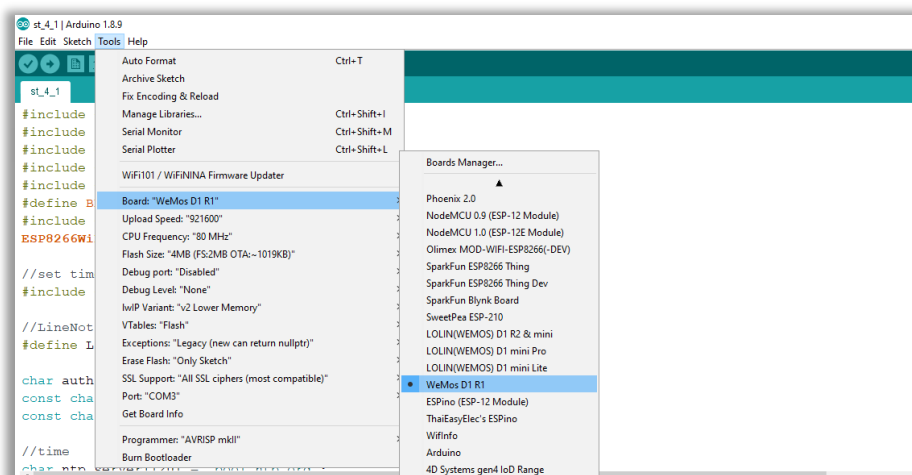 st_4_1 | Arduino 1.8.9
File Edit Sketch Tools Help
st_4_1
Auto Format Ctrl+T
Archive Sketch
Fix Encoding & Reload
Manage Libraries... Ctrl+Shift+I
Serial Monitor Ctrl+Shift+M
Serial Plotter Ctrl+Shift+L
WiFi101 / WiFiNINA Firmware Updater
Board: "WeMos D1 R1"
Upload Speed: "921600"
CPU Frequency: "80 MHz"
Flash Size: "4MB (FS:2MB OTA:~1019KB)"
Debug port: "Disabled"
Debug Level: "None"
lwIP Variant: "v2 Lower Memory"
VTables: "Flash"
Exceptions: "Legacy (new can return nullptr)"
Erase Flash: "Only Sketch"
SSL Support: "All SSL ciphers (most compatible)"
Port: "COM3"
Get Board Info
Programmer: "AVRISP mkII"
Burn Bootloader
Boards Manager...
Phoenix 2.0
NodeMCU 0.9 (ESP-12 Module)
NodeMCU 1.0 (ESP-12E Module)
Olimex MOD-WIFI-ESP8266(-DEV)
SparkFun ESP8266 Thing
SparkFun ESP8266 Thing Dev
SparkFun Blynk Board
SweetPea ESP-210
LOLIN(WEMOS) D1 R2 & mini
LOLIN(WEMOS) D1 mini Pro
LOLIN(WEMOS) D1 mini Lite
WeMos D1 R1
ESPino (ESP-12 Module)
ThaiEasyElec's ESPino
WifInfo
Arduino
4D Systems gen4 IoD Range
#include
#include
#include
#include
#include
#define B
#include
ESP8266Wi
//set tim
#include
//LineNot
#define L
char auth
const cha
const cha
//time